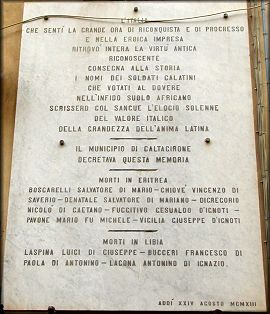 L'ITALIA
CHE SENTÌ LA GRANDE ORA DI RICONQUISTA E DI PROGRESSO
E NELLA EROICA IMPRESA
RITROVÒ INTERA LA VIRTÙ ANTICA
RICONOSCENTE
CONSEGNA ALLA STORIA
I NOMI DEI SOLDATI CALATINI
CHE VOTATI AL DOVERE
NELL'INFIDO SUOLO AFRICANO
SCRISSERO COL SANGUE L'ELOGIO SOLENNE
DEL VALORE ITALICO
DELLA GRANDEZZA DELL'ANIMA LATINA.
IL MUNICIPIO DI CALTAGIRONE
DECRETAVA QUESTA MEMORIA
MORTI IN ERITREA
BOSCARELLI SALVATORE DI MARIO—CHIOVÈ VINCENZO DI
SAVERIO—DENATALE SALVATORE DI MARIANO—DIGREGORIO
NICOLO DI CAETANO—FUCCITIVO GESUALDO D'IGNOTI—
PAVONE MARIO FU MICHELE—VIGILIA GIUSEPPE D'IGNOTI
MORTI IN LIBIA
LASPINA LUIGI DI GIUSEPPE—BUCCERI FRANCESCO DI
PAOLA DI ANTONINO—LAGONA ANTONINO DI IGNAZIO.
ADDÌ XXIV AGOSTO MCMXIII